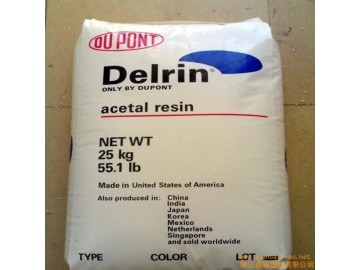 DU PONT
Delrin®
ONLY BY DUPONT
acetal resin
NET WT
25 kg
55.1 lb
Made in United States of America
Also produced in: China
India
Japan
Korea
Mexico
Netherlands
Singapore
and sold worldwide
TYPE COLOR LOT